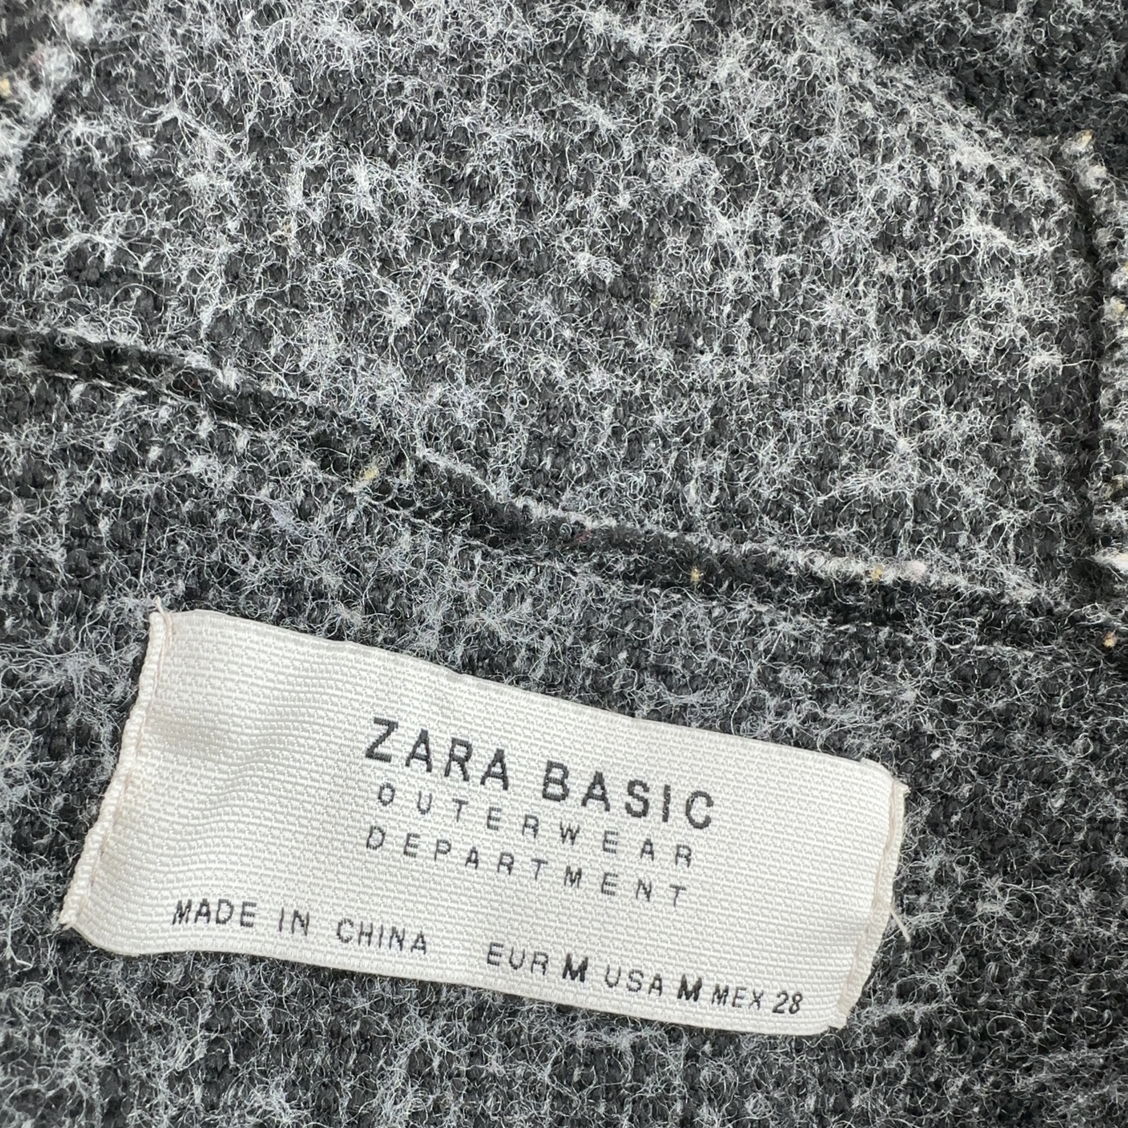 ZARA BASIC
OUTERWEAR
DEPARTMENT
MADE IN CHINA EUR M USA M MEX 28